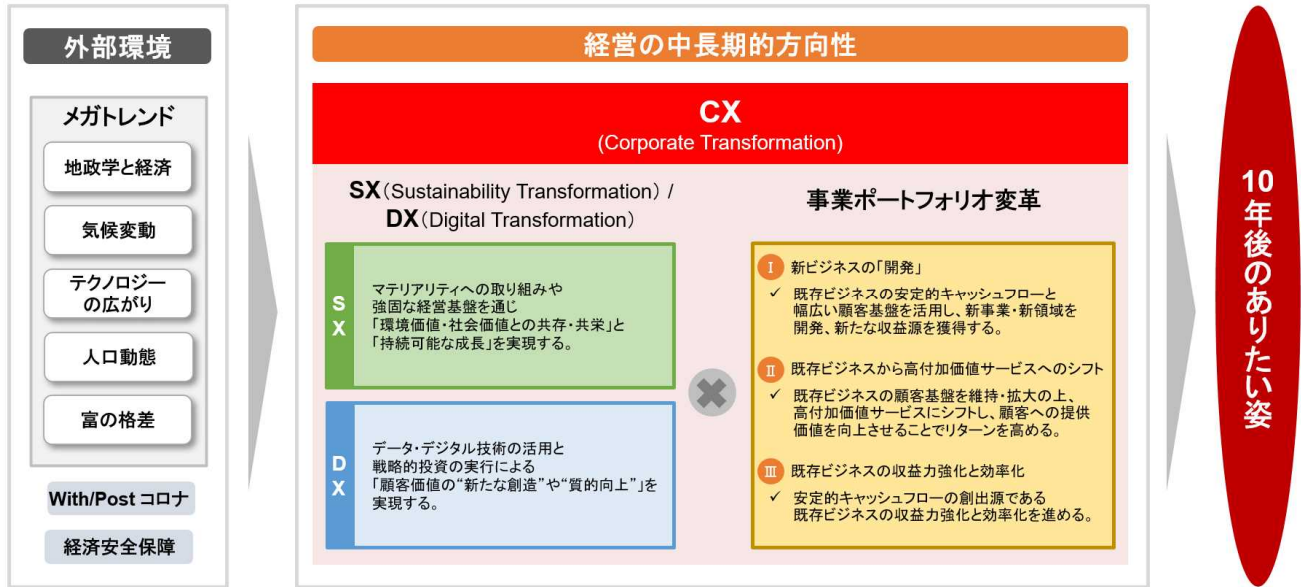 外部環境
メガトレンド
地政学と経済
気候変動
テクノロジー
の広がり
人口動態
富の格差
With/Post コロナ
経済安全保障
経営の中長期的方向性
CX
(Corporate Transformation)
SX(Sustainability Transformation) /
DX(Digital Transformation)
S
X
マテリアリティへの取り組みや
強固な経営基盤を通じ
「環境価値・社会価値との共存・共栄」と
「持続可能な成長」を実現する。
D
X
データ・デジタル技術の活用と
戦略的投資の実行による
「顧客価値の“新たな創造”や“質的向上”」を
実現する。
事業ポートフォリオ変革
Ⅰ 新ビジネスの「開発」
✓ 既存ビジネスの安定的キャッシュフローと
幅広い顧客基盤を活用し、新事業・新領域を
開発、新たな収益源を獲得する。
Ⅱ 既存ビジネスから高付加価値サービスへのシフト
✓ 既存ビジネスの顧客基盤を維持・拡大の上、
高付加価値サービスにシフトし、顧客への提供
価値を向上させることでリターンを高める。
Ⅲ 既存ビジネスの収益力強化と効率化
✓ 安定的キャッシュフローの創出源である
既存ビジネスの収益力強化と効率化を進める。
10年後のありたい姿